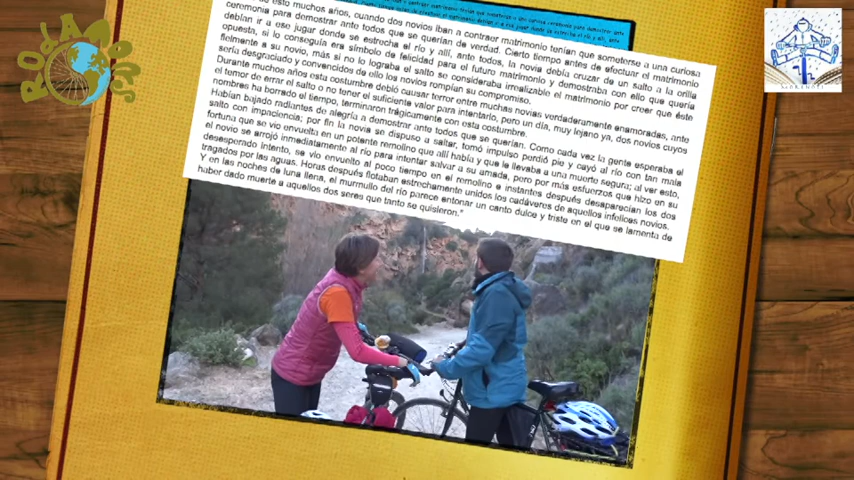 de esto muchos años, cuando dos novios iban a contraer matrimonio tenían que someterse a una curiosa
ceremonia para demostrar ante todos que se querían de verdad. Cierto tiempo antes de efectuar el matrimonio
debían ir a ese jugar donde se estrecha el río y allí, ante todos, la novia debía cruzar de un salto a la orilla
opuesta, si lo conseguía era símbolo de felicidad para el futuro matrimonio y demostraba con ello que quería
fielmente a su novio, más si no lo lograba el salto se consideraba irrealizable el matrimonio por creer que éste
sería desgraciado y convencidos de ello los novios rompían su compromiso.
Durante muchos años esta costumbre debió causar terror entre muchas novias verdaderamente enamoradas, ante
el temor de errar el salto o no tener el suficiente valor para intentarlo, pero un día, muy lejano ya, dos novios cuyos
nombres ha borrado el tiempo, terminaron trágicamente con esta costumbre.
Habían bajado radiantes de alegría a demostrar ante todos que se querían. Como cada vez la gente esperaba el
salto con impaciencia; por fin la novia se dispuso a saltar, tomó impulso perdió pie y cayó al río con tan mala
fortuna que se vio envuelta en un potente remolino que allí había y que la llevaba a una muerte segura; al ver esto,
el novio se arrojó inmediatamente al río para intentar salvar a su amada, pero por más esfuerzos que hizo en su
desesperado intento, se vio envuelto al poco tiempo en el remolino e instantes después desaparecían los dos
tragados por las aguas. Horas después flotaban estrechamente unidos los cadáveres de aquellos infelices novios.
Y en las noches de luna llena, el murmullo del río parece entonar un canto dulce y triste en el que se lamenta de
haber dado muerte a aquellos dos seres que tanto se quisieron."